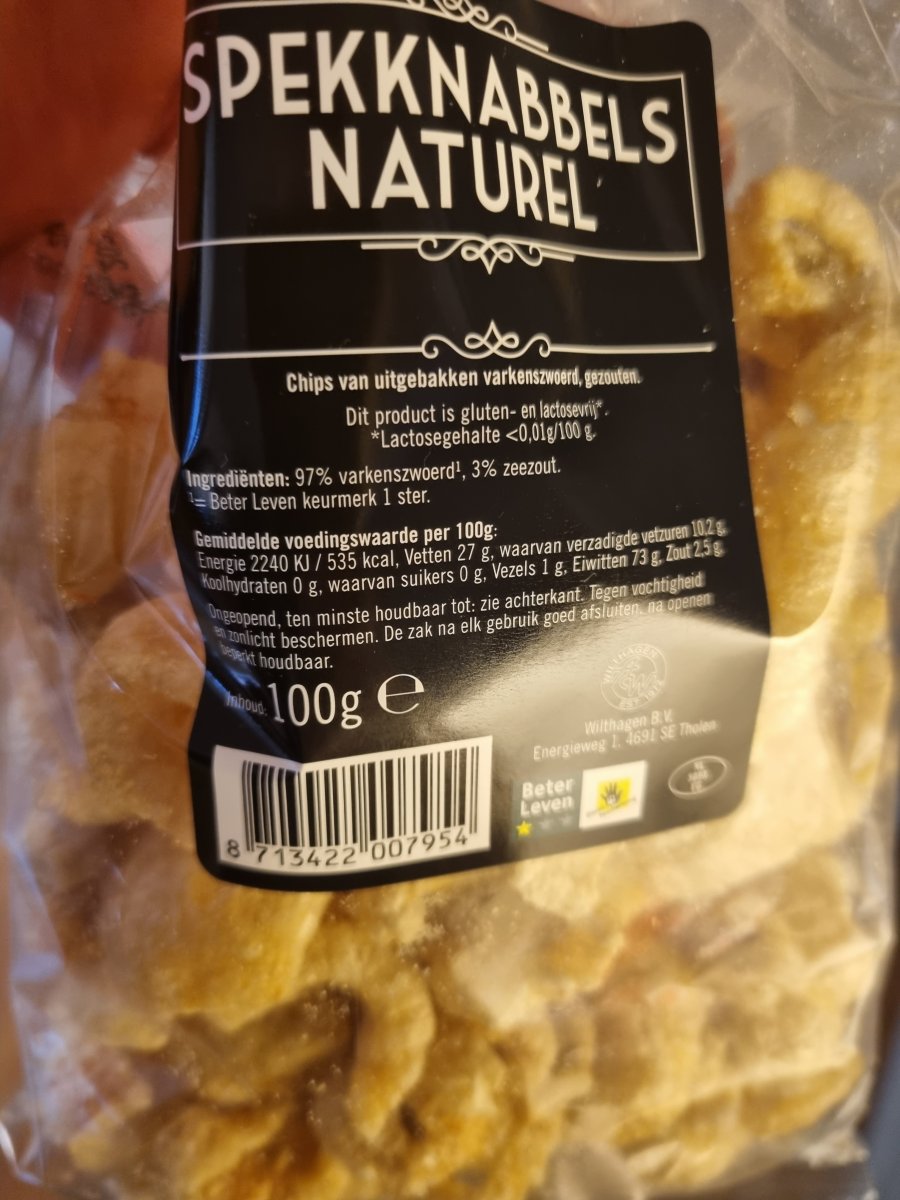 SPEKKNABBELS
NATUREL
Chips van uitgebakken varkenszwoerd, gezouten.
Dit product is gluten- en lactosevrij*.
*Lactosegehalte <0,01g/100 g.
Ingrediënten: 97% varkenszwoerd¹, 3% zeezout.
¹= Beter Leven keurmerk 1 ster.
Gemiddelde voedingswaarde per 100g:
Energie 2240 KJ / 535 kcal, Vetten 27 g, waarvan verzadigde vetzuren 10,2 g,
Koolhydraten 0 g, waarvan suikers 0 g, Vezels 1 g, Eiwitten 73 g, Zout 2,5 g.
Ongeopend, ten minste houdbaar tot: zie achterkant. Tegen vochtigheid
en zonlicht beschermen. De zak na elk gebruik goed afsluiten, na openen
beperkt houdbaar.
Inhoud: 100g ℮
WILTHAGEN
Wilthagen B.V.
Energieweg 1, 4691 SE Tholen
Beter
Leven
8 713422 007954